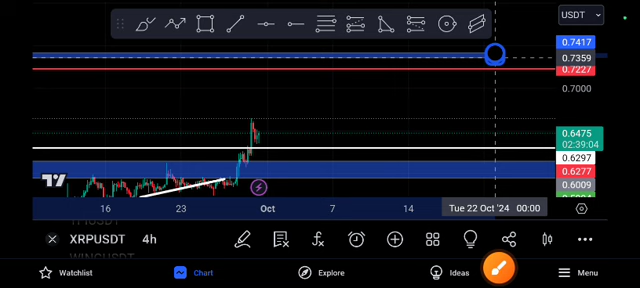 USDT
0.7417
0.7359
0.7227
0.7000
0.6475
02:39:04
0.6297
0.6277
0.6009
16
23
Oct
7
14
Tue 22 Oct '24 00:00
XRPUSDT 4h
Watchlist
Chart
Explore
Ideas
Menu